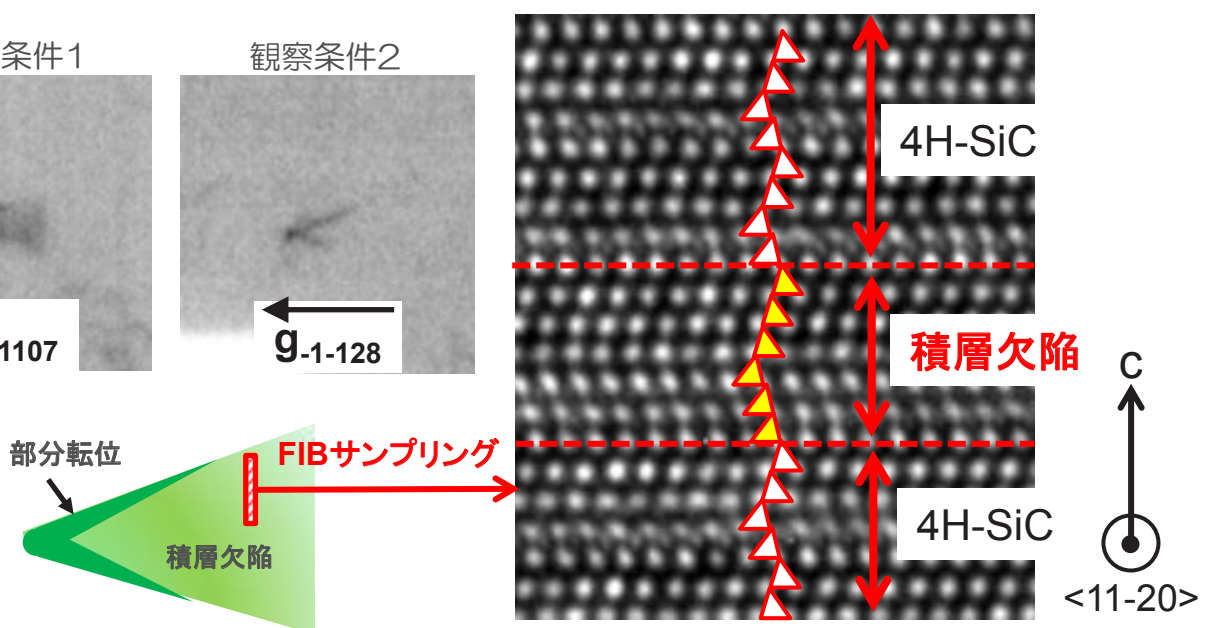 条件1
観察条件2
1107
g-1-128
4H-SiC
積層欠陥
C
部分転位
FIBサンプリング
積層欠陥
4H-SiC
<11-20>